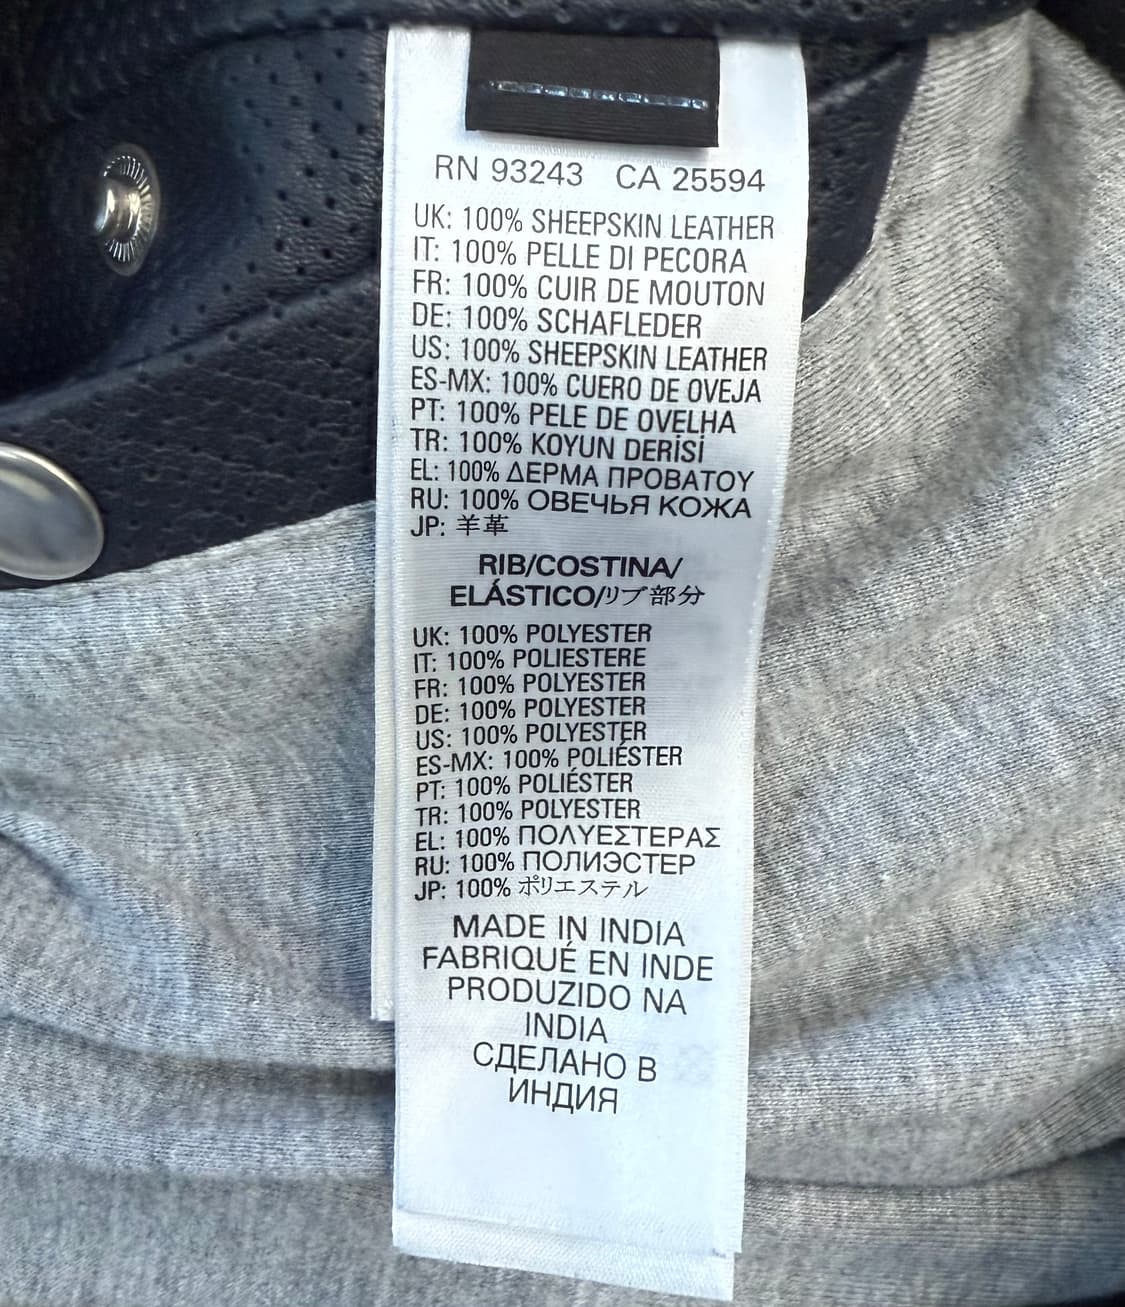 RN 93243 CA 25594
UK: 100% SHEEPSKIN LEATHER
IT: 100% PELLE DI PECORA
FR: 100% CUIR DE MOUTON
DE: 100% SCHAFLEDER
US: 100% SHEEPSKIN LEATHER
ES-MX: 100% CUERO DE OVEJA
PT: 100% PELE DE OVELHA
TR: 100% KOYUN DERİSİ
EL: 100% ΔΕΡΜΑ ΠΡΟΒΑΤΟΥ
RU: 100% ОВЕЧЬЯ КОЖА
JP: 羊革
RIB/COSTINA/
ELÁSTICO/リブ部分
UK: 100% POLYESTER
IT: 100% POLIESTERE
FR: 100% POLYESTER
DE: 100% POLYESTER
US: 100% POLYESTER
ES-MX: 100% POLIÉSTER
PT: 100% POLIÉSTER
TR: 100% POLYESTER
EL: 100% ΠΟΛΥΕΣΤΕΡΑΣ
RU: 100% ПОЛИЭСТЕР
JP: 100% ポリエステル
MADE IN INDIA
FABRIQUÉ EN INDE
PRODUZIDO NA
INDIA
СДЕЛАНО В
ИНДИЯ